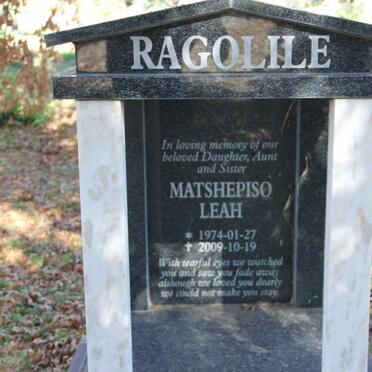 RAGOLILE
In loving memory of our
beloved Daughter, Aunt
and Sister
MATSHEPISO
LEAH
* 1974-01-27
✝ 2009-10-19
With tearful eyes we watched
you and saw you fade away
although we loved you dearly
we could not make you stay.